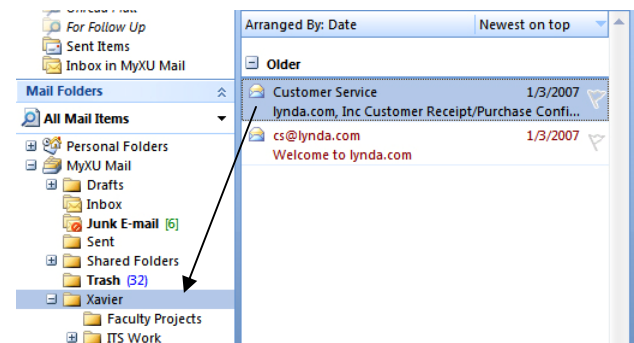 Unread Mail
For Follow Up
Sent Items
Inbox in MyXU Mail
Mail Folders
All Mail Items
Personal Folders
MyXU Mail
Drafts
Inbox
Junk E-mail [6]
Sent
Shared Folders
Trash (32)
Xavier
Faculty Projects
ITS Work
Arranged By: Date Newest on top
Older
Customer Service 1/3/2007
lynda.com, Inc Customer Receipt/Purchase Confi...
cs@lynda.com 1/3/2007
Welcome to lynda.com